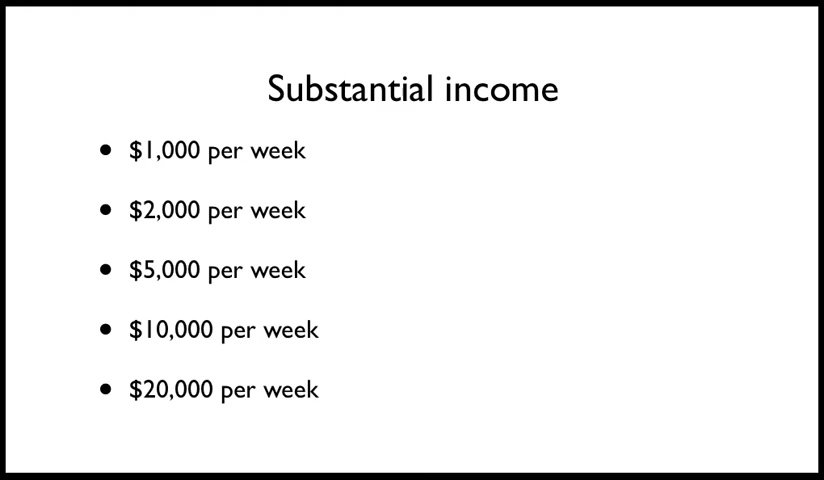 Substantial income
• $1,000 per week
• $2,000 per week
• $5,000 per week
• $10,000 per week
• $20,000 per week